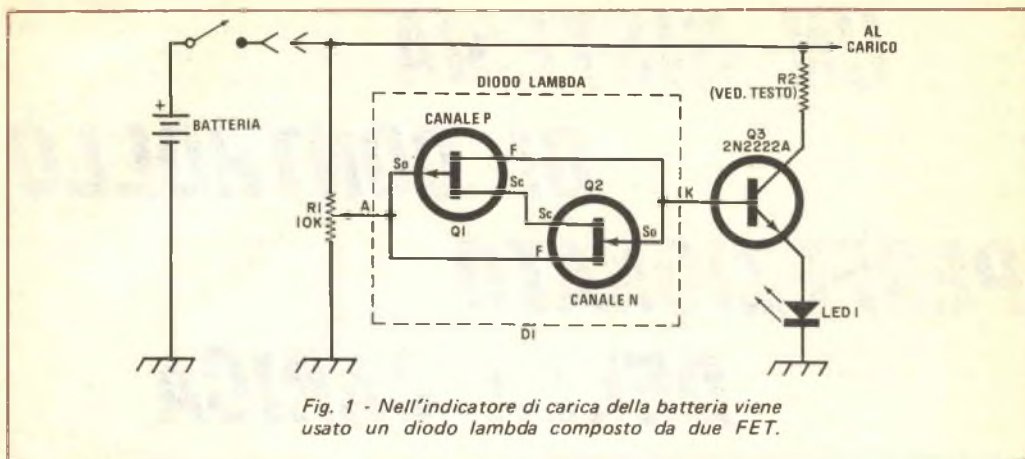 AL
CARICO
R2
(VED. TESTO)
DIODO LAMBDA
+
BATTERIA
CANALE P
F
So
Sc
Q1
Q2
Sc
So
F
CANALE N
D1
A
K
R1
10K
Q3
2N2222A
LED1
Fig. 1 - Nell'indicatore di carica della batteria viene
usato un diodo lambda composto da due FET.